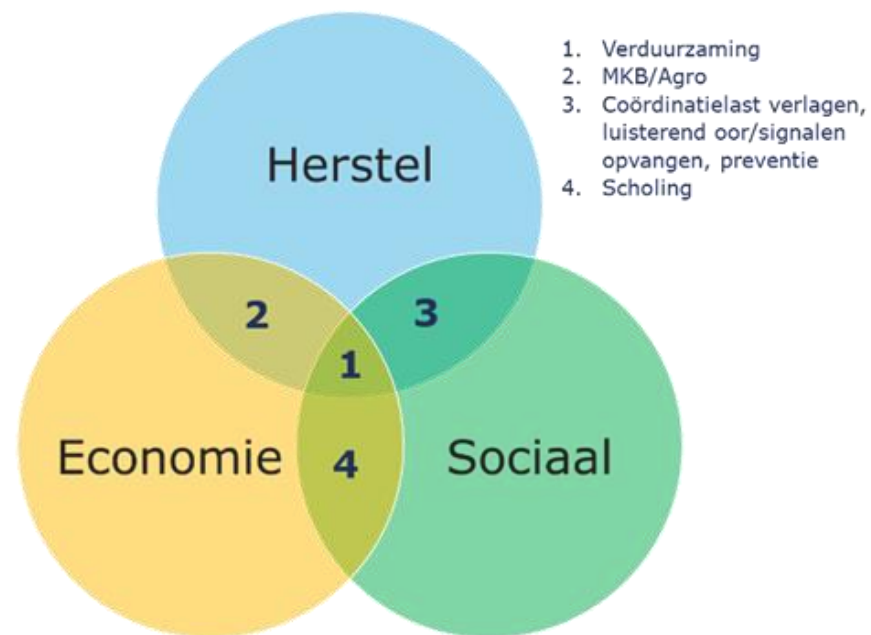 1. Verduurzaming
2. MKB/Agro
3. Coördinatielast verlagen,
luisterend oor/signalen
opvangen, preventie
4. Scholing
Herstel
2
3
1
Economie
4
Sociaal